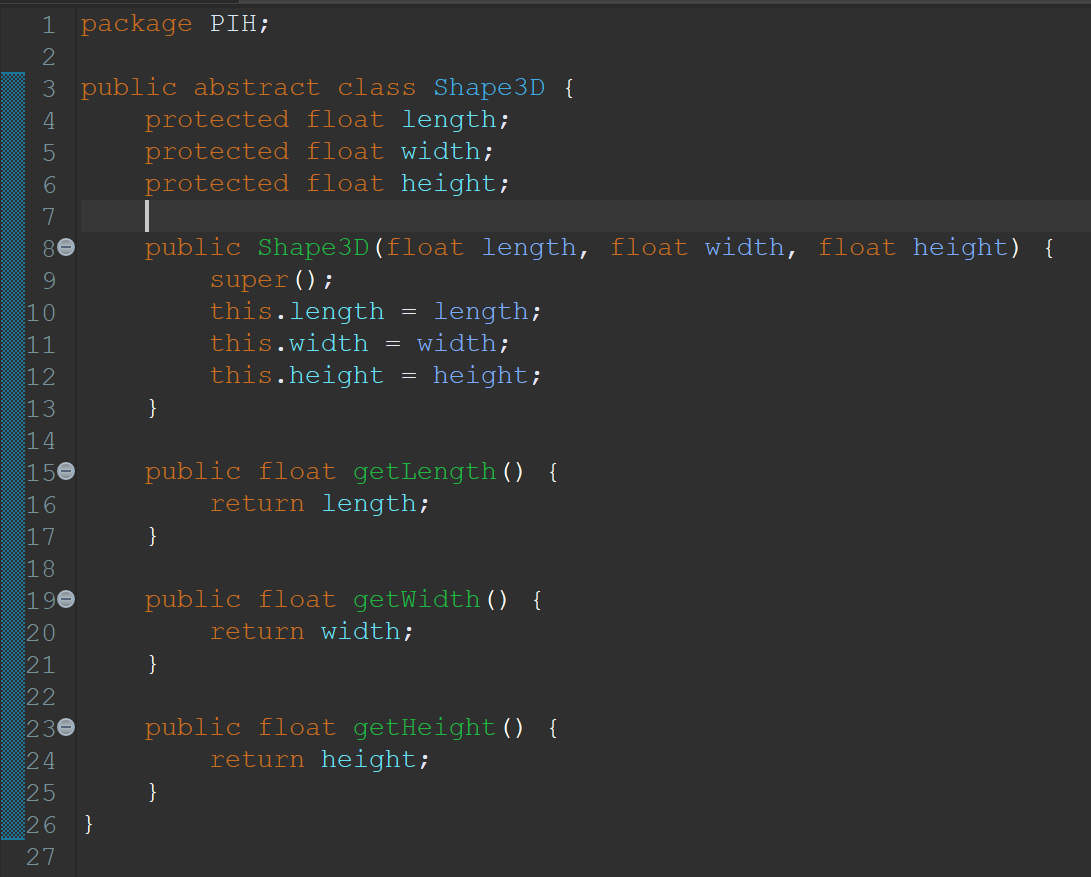 1 package PIH;
2
3 public abstract class Shape3D {
4     protected float length;
5     protected float width;
6     protected float height;
7
8     public Shape3D(float length, float width, float height) {
9         super();
10         this.length = length;
11         this.width = width;
12         this.height = height;
13     }
14
15     public float getLength() {
16         return length;
17     }
18
19     public float getWidth() {
20         return width;
21     }
22
23     public float getHeight() {
24         return height;
25     }
26 }
27